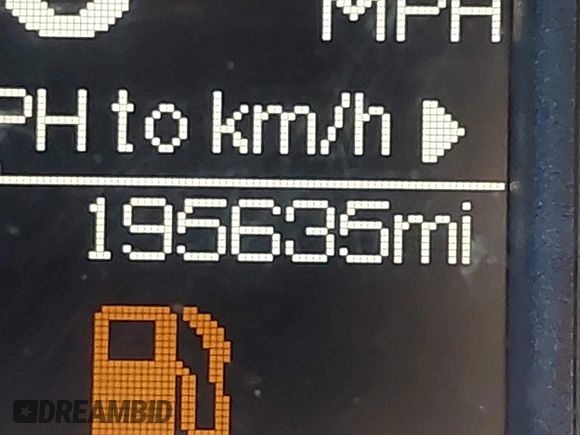 MPH
PH to km/h
195635mi
DREAMBID